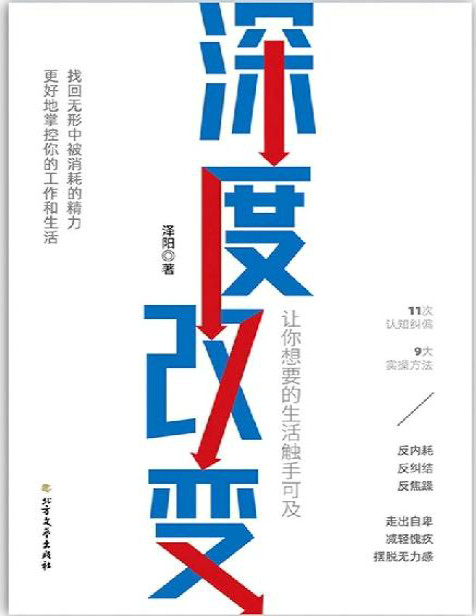 深度改变
找回无形中被消耗的精力
更好地掌控你的工作和生活
泽阳◎著
让你想要的生活触手可及
11次
认知纠偏
9大
实操方法
反内耗
反纠结
反焦躁
走出自卑
减轻愧疚
摆脱无力感
北方文艺出版社